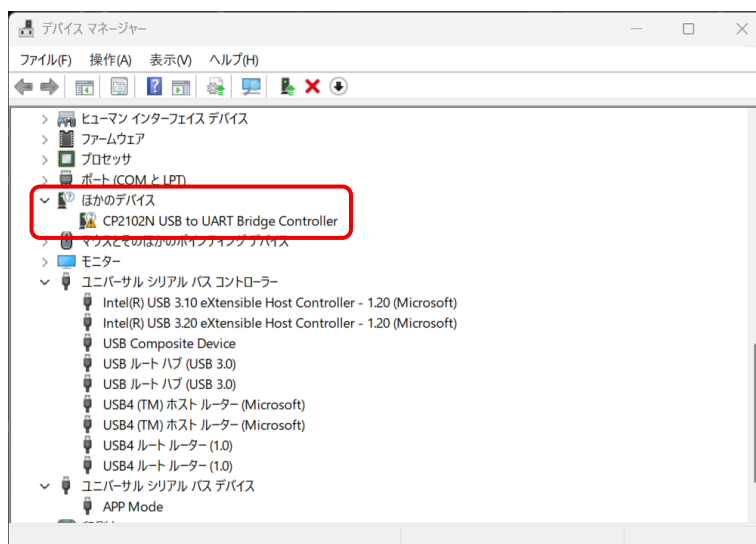 デバイス マネージャー
ファイル(F) 操作(A) 表示(V) ヘルプ(H)
ヒューマン インターフェイス デバイス
ファームウェア
プロセッサ
ポート (COM と LPT)
ほかのデバイス
CP2102N USB to UART Bridge Controller
マウスとそのほかのポインティング デバイス
モニター
ユニバーサル シリアル バス コントローラー
Intel(R) USB 3.10 eXtensible Host Controller - 1.20 (Microsoft)
Intel(R) USB 3.20 eXtensible Host Controller - 1.20 (Microsoft)
USB Composite Device
USB ルート ハブ (USB 3.0)
USB ルート ハブ (USB 3.0)
USB4 (TM) ホスト ルーター (Microsoft)
USB4 (TM) ホスト ルーター (Microsoft)
USB4 ルート ルーター (1.0)
USB4 ルート ルーター (1.0)
ユニバーサル シリアル バス デバイス
APP Mode